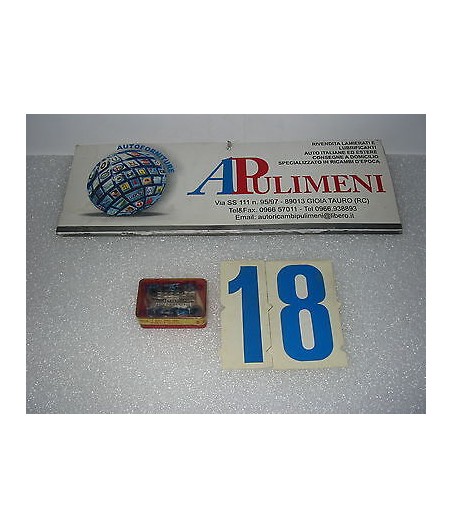 AUTOFORNITURE
APULIMENI
RIVENDITA LAMIERATI E
LUBRIFICANTI
AUTO ITALIANE ED ESTERE
CONSEGNE A DOMICILIO
SPECIALIZZATO IN RICAMBI D'EPOCA
Via SS 111 n. 95/97 - 89013 GIOIA TAURO (RC)
Tel&Fax: 0966 57011 - Tel 0966.938893
Email: autoricambipulimeni@libero.it
18